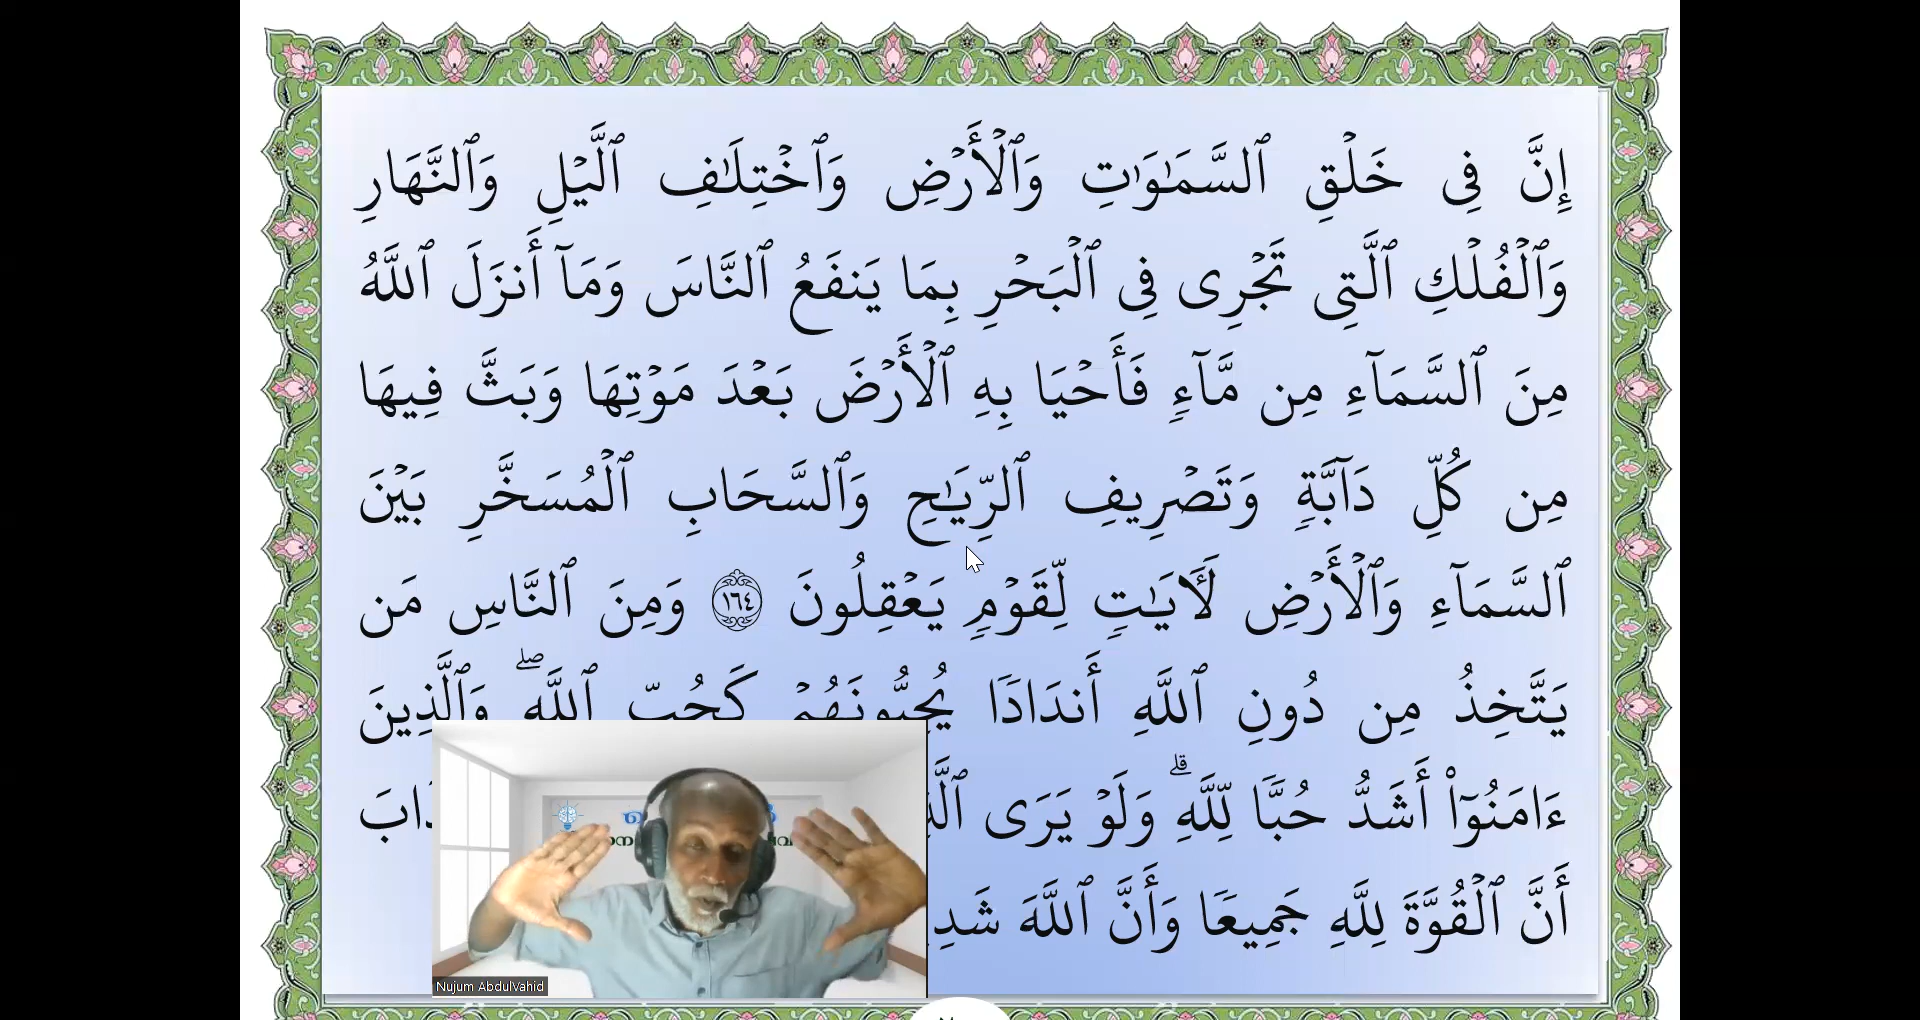 إِنَّ فِى خَلْقِ ٱلسَّمَـٰوَٰتِ وَٱلْأَرْضِ وَٱخْتِلَـٰفِ ٱلَّيْلِ وَٱلنَّهَارِ
وَٱلْفُلْكِ ٱلَّتِى تَجْرِى فِى ٱلْبَحْرِ بِمَا يَنفَعُ ٱلنَّاسَ وَمَآ أَنزَلَ ٱللَّهُ
مِنَ ٱلسَّمَآءِ مِن مَّآءٍ فَأَحْيَا بِهِ ٱلْأَرْضَ بَعْدَ مَوْتِهَا وَبَثَّ فِيهَا
مِن كُلِّ دَآبَّةٍ وَتَصْرِيفِ ٱلرِّيَـٰحِ وَٱلسَّحَابِ ٱلْمُسَخَّرِ بَيْنَ
ٱلسَّمَآءِ وَٱلْأَرْضِ لَـَٔايَـٰتٍ لِّقَوْمٍ يَعْقِلُونَ ١٦٤ وَمِنَ ٱلنَّاسِ مَن
يَتَّخِذُ مِن دُونِ ٱللَّهِ أَندَادًا يُحِبُّونَهُمْ كَحُبِّ ٱللَّهِ ۖ وَٱلَّذِينَ
ءَامَنُوٓا۟ أَشَدُّ حُبًّا لِّلَّهِ ۗ وَلَوْ يَرَى
أَنَّ ٱلْقُوَّةَ لِلَّهِ جَمِيعًا وَأَنَّ ٱللَّهَ
Nujum AbdulVahid